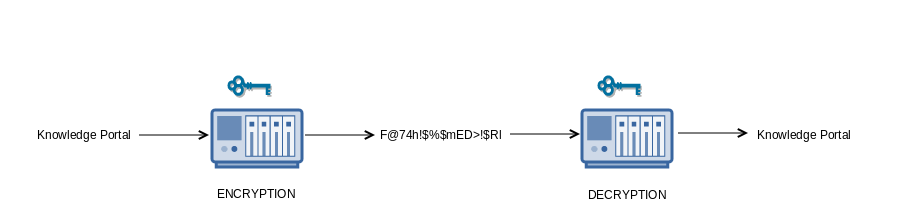 Knowledge Portal
F@74h!$%$mED>!$RI
Knowledge Portal
ENCRYPTION
DECRYPTION